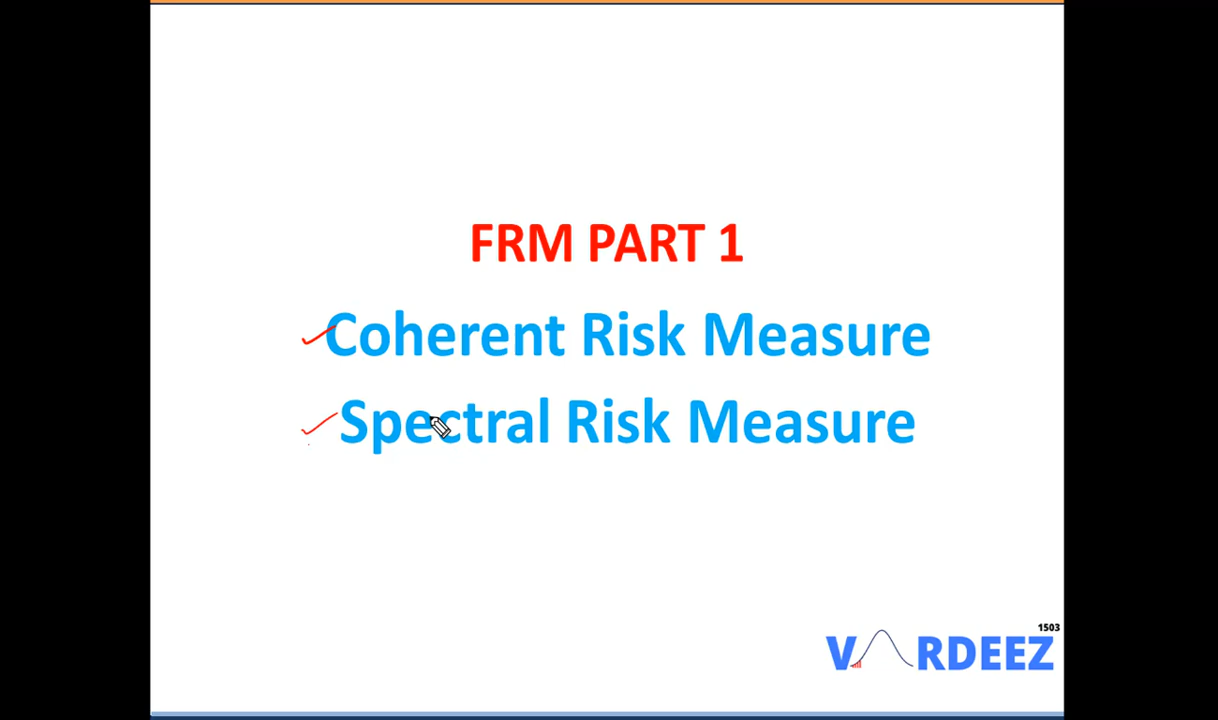 FRM PART 1
Coherent Risk Measure
Spectral Risk Measure
1503
VARDEEZ